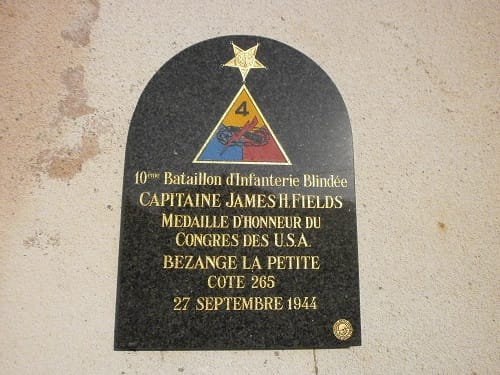 4
10ème Bataillon d'Infanterie Blindée
CAPITAINE JAMES H. FIELDS
MEDAILLE D'HONNEUR DU
CONGRES DES U.S.A.
BEZANGE LA PETITE
COTE 265
27 SEPTEMBRE 1944